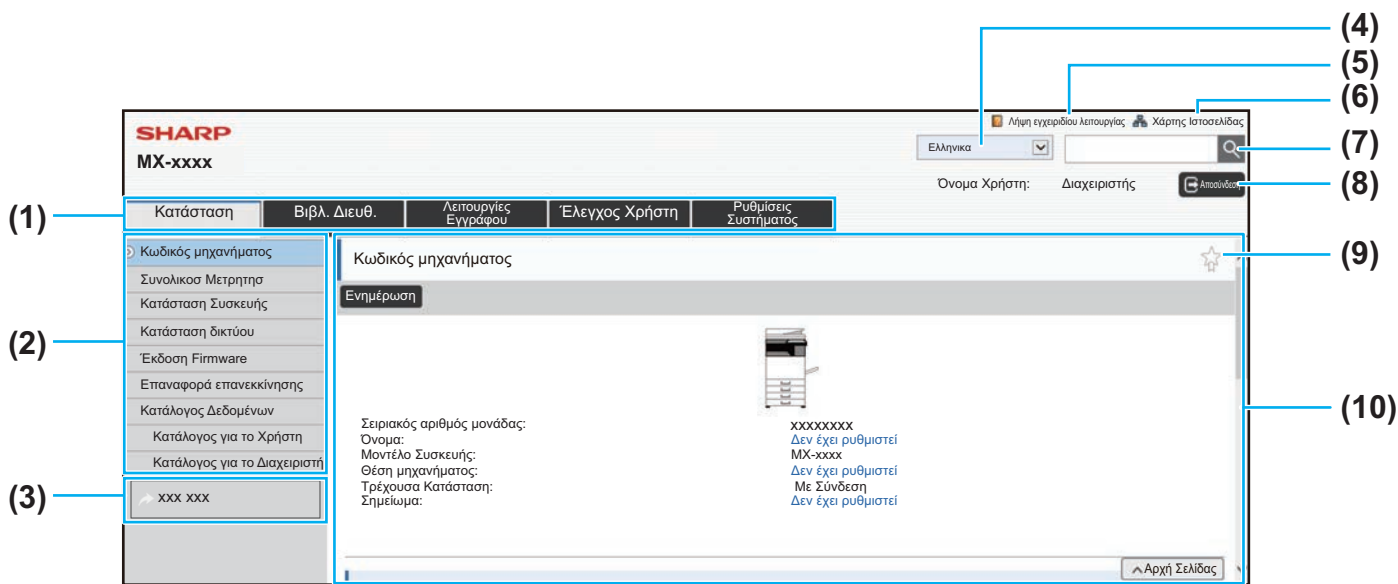 (4)
(5)
(6)
Λήψη εγχειριδίου λειτουργίας Χάρτης Ιστοσελίδας
SHARP
Ελληνικα
(7)
MX-xxxx
Όνομα Χρήστη: Διαχειριστής Αποσύνδεση
(8)
(1)
Κατάσταση Βιβλ. Διευθ. Λειτουργίες Εγγράφου Έλεγχος Χρήστη Ρυθμίσεις Συστήματος
(2)
Κωδικός μηχανήματος
Συνολικοσ Μετρητησ
Κατάσταση Συσκευής
Κατάσταση δικτύου
Έκδοση Firmware
Επαναφορά επανεκκίνησης
Κατάλογος Δεδομένων
Κατάλογος για το Χρήστη
Κατάλογος για το Διαχειριστή
(3)
xxx xxx
Κωδικός μηχανήματος
(9)
Ενημέρωση
Σειριακός αριθμός μονάδας: xxxxxxxx
Όνομα: Δεν έχει ρυθμιστεί
Μοντέλο Συσκευής: MX-xxxx
Θέση μηχανήματος: Δεν έχει ρυθμιστεί
Τρέχουσα Κατάσταση: Με Σύνδεση
Σημείωμα: Δεν έχει ρυθμιστεί
(10)
Αρχή Σελίδας